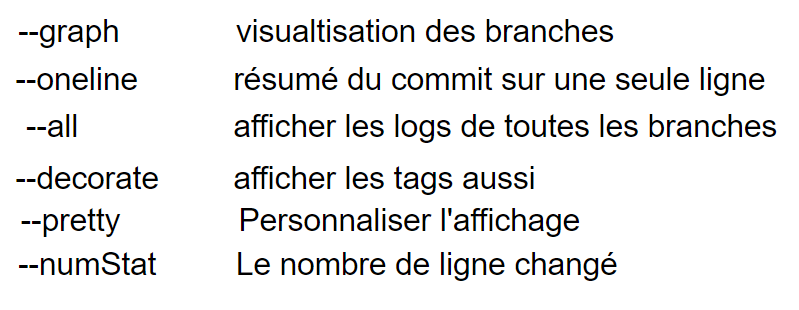 --graph visualtisation des branches
--oneline résumé du commit sur une seule ligne
--all afficher les logs de toutes les branches
--decorate afficher les tags aussi
--pretty Personnaliser l'affichage
--numStat Le nombre de ligne changé